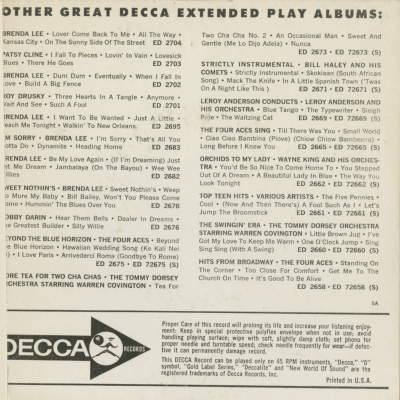 OTHER GREAT DECCA EXTENDED PLAY ALBUMS:
BRENDA LEE • Lover Come Back To Me • All The Way •
Kansas City • On The Sunny Side Of The Street ED 2704
PATSY CLINE • I Fall To Pieces • Lovin' In Vain • Lovesick
Blues • There He Goes ED 2703
BRENDA LEE • Dum Dum • Eventually • When I Fall In
Love • Build A Big Fence ED 2702
ROY DRUSKY • Three Hearts In A Tangle • Anymore •
Wait And See • Such A Fool ED 2701
BRENDA LEE • I Want To Be Wanted • Just A Little •
Teach Me Tonight • Walkin' To New Orleans. ED 2695
I'M SORRY • BRENDA LEE • I'm Sorry • That's All You
Gotta Do • Dynamite • Heading Home ED 2683
BRENDA LEE • Be My Love Again • (If I'm Dreaming) Just
Let Me Dream • Jambalaya (On The Bayou) • Wee Wee
Willies ED 2682
SWEET NOTHIN'S • BRENDA LEE • Sweet Nothin's • Weep
No More My Baby • Bill Bailey, Won't You Please Come
Home • Hummin' The Blues Over You ED 2678
BOBBY DARIN • Hear Them Bells • Dealer In Dreams •
The Greatest Builder • Silly Willie ED 2676
BEYOND THE BLUE HORIZON • THE FOUR ACES • Beyond
The Blue Horizon • Hawaiian Wedding Song (Ke Kali Nei
) • I Love Paris • Arrivederci Roma (Goodbye To Rome)
ED 2675 • ED 72675 (S)
MORE TEA FOR TWO CHA CHAS • THE TOMMY DORSEY
ORCHESTRA STARRING WARREN COVINGTON • Tea For
Two Cha Cha No. 2 • An Occasional Man • Sweet And
Gentle (Me Lo Dijo Adela) • Nunca
ED 2673 • ED 72673 (S)
STRICTLY INSTRUMENTAL • BILL HALEY AND HIS
COMETS • Strictly Instrumental • Skokiaan (South African
Song) • Mack The Knife • In A Little Spanish Town ('Twas
On A Night Like This) ED 2671 • ED 72671 (S)
LEROY ANDERSON CONDUCTS • LEROY ANDERSON AND
HIS ORCHESTRA • Blue Tango • The Typewriter • Sleigh
Ride • The Waltzing Cat ED 2669 • ED 72669 (S)
THE FOUR ACES SING • Till There Was You • Small World
• Ciao Ciao Bambina (Piove) (Chiow Chiow Bambeena) •
Long Before I Knew You ED 2665 • ED 72665 (S)
ORCHIDS TO MY LADY • WAYNE KING AND HIS ORCHES-
TRA • You'd Be So Nice To Come Home To • You Stepped
Out Of A Dream • A Beautiful Lady In Blue • The Way You
Look Tonight ED 2662 • ED 72662 (S)
TOP TEEN HITS • VARIOUS ARTISTS • The Five Pennies •
Cool • (Now And Then There's) A Fool Such As I • Let's
Jump The Broomstick ED 2661 • ED 72661 (S)
THE SWINGIN' ERA • THE TOMMY DORSEY ORCHESTRA
STARRING WARREN COVINGTON • Little Brown Jug • I've
Got My Love To Keep Me Warm • One O'Clock Jump • Sing
Sing Sing (With A Swing) ED 2660 • ED 72660 (S)
HITS FROM BROADWAY • THE FOUR ACES • Standing On
The Corner • Too Close For Comfort • Get Me To The
Church On Time • It's Good To Be Alive
ED 2658 • ED 72658 (S)
5A
DECCA RECORDS
Proper Care of this record will prolong its life and increase your listening enjoy-
ment: Keep in special protective polyflex envelope when not in use; avoid
handling playing surface; wipe with soft, slightly damp cloth; set phono for
proper needle and turntable speed; check needle frequently for wear—if defec-
tive it can permanently damage record.
This DECCA Record can be played only on 45 RPM instruments, "Decca," "D"
symbol, "Gold Label Series," "Deccalite" and "New World Of Sound" are the
registered trademarks of Decca Records, Inc.
Printed in U.S.A.